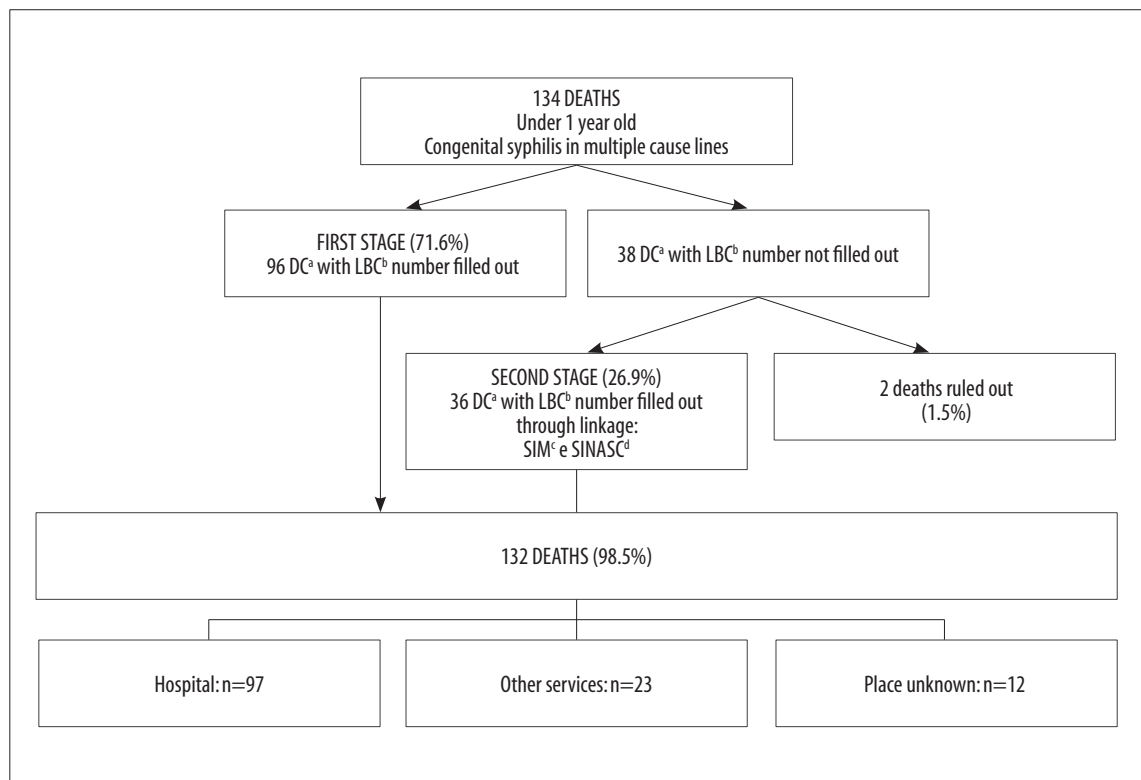 134 DEATHS
Under 1 year old
Congenital syphilis in multiple cause lines
FIRST STAGE (71.6%)
96 DCᵃ with LBCᵇ number filled out
38 DCᵃ with LBCᵇ number not filled out
SECOND STAGE (26.9%)
36 DCᵃ with LBCᵇ number filled out
through linkage:
SIMᶜ e SINASCᵈ
2 deaths ruled out
(1.5%)
132 DEATHS (98.5%)
Hospital: n=97
Other services: n=23
Place unknown: n=12